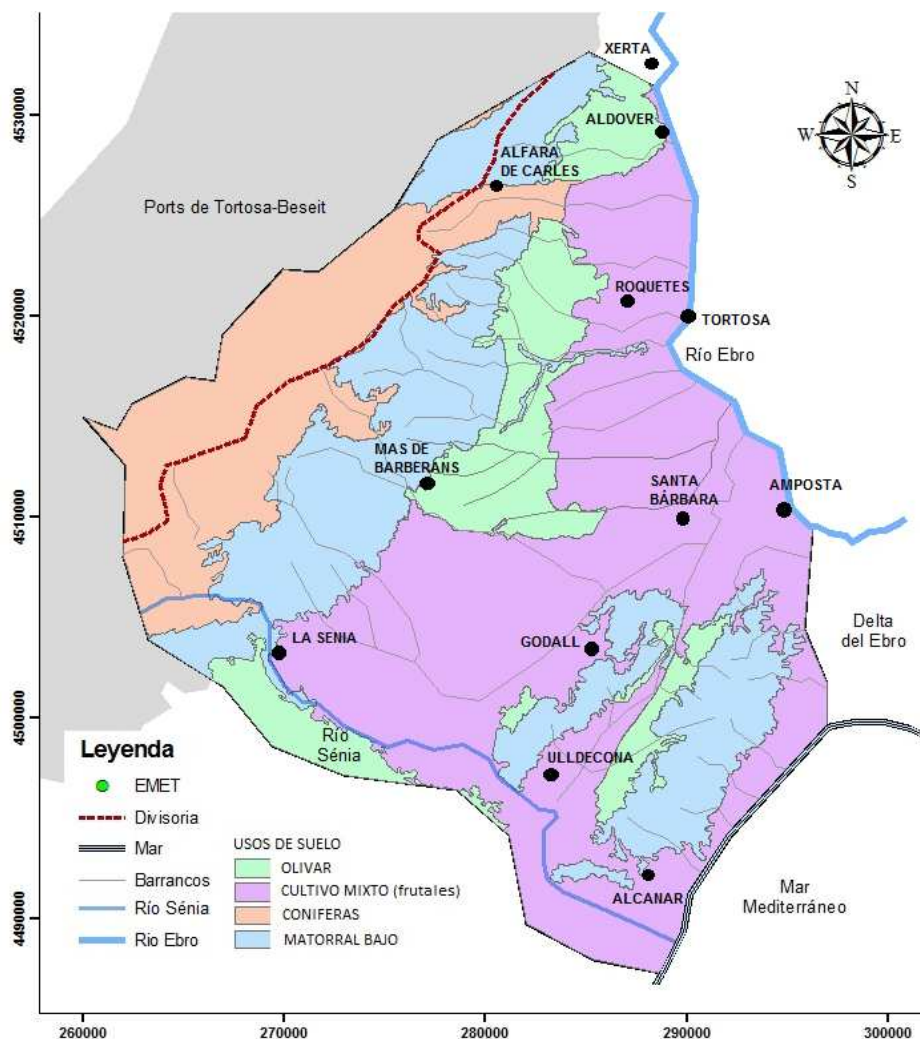 XERTA
4530000
ALDOVER
N
W
E
S
ALFARA
DE CARLES
Ports de Tortosa-Beseit
ROQUETES
4520000
TORTOSA
Río Ebro
MAS DE
BARBERANS
SANTA
BÁRBARA
AMPOSTA
4510000
LA SENIA
GODALL
Delta
del Ebro
4500000
Río
Sénia
ULLDECONA
Leyenda
EMET
Divisoria
Mar
Barrancos
Río Sénia
Rio Ebro
USOS DE SUELO
OLIVAR
CULTIVO MIXTO (frutales)
CONIFERAS
MATORRAL BAJO
ALCANAR
Mar
Mediterráneo
4490000
260000
270000
280000
290000
300000